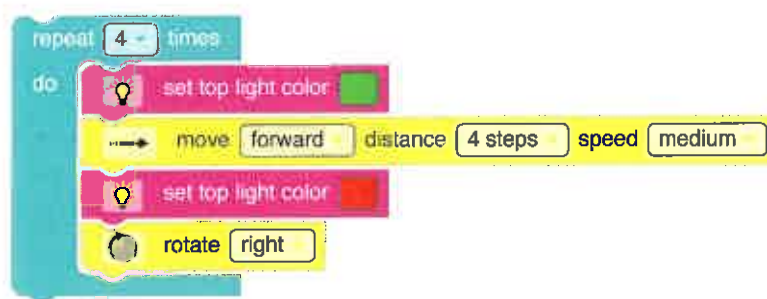 repeat 4 times
do
set top light color
move forward distance 4 steps speed medium
set top light color
rotate right